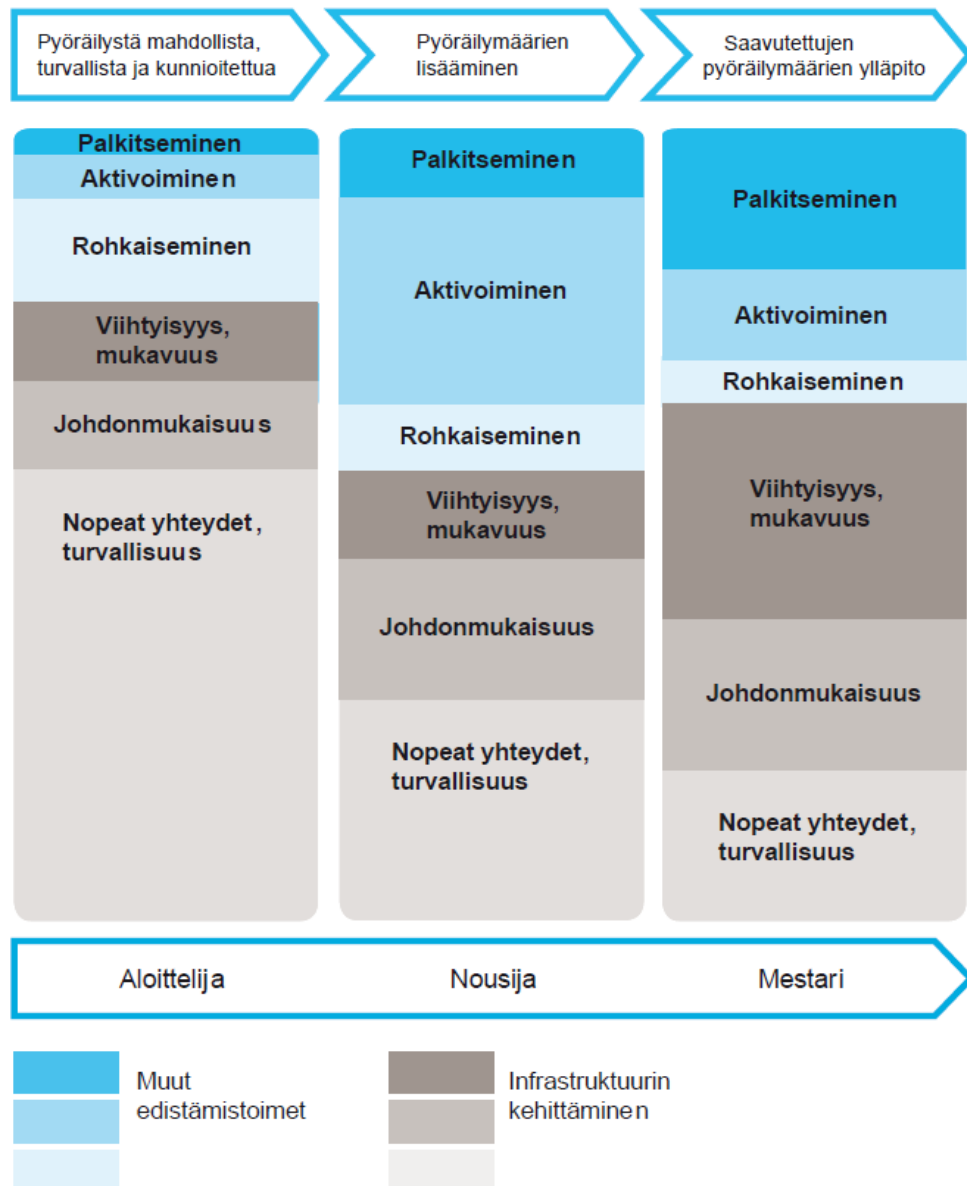 Pyöräilystä mahdollista,
turvallista ja kunnioitettua
Pyöräilymäärien
lisääminen
Saavutettujen
pyöräilymäärien ylläpito
Palkitseminen
Aktivoiminen
Rohkaiseminen
Viihtyisyys,
mukavuus
Johdonmukaisuus
Nopeat yhteydet,
turvallisuus
Palkitseminen
Aktivoiminen
Rohkaiseminen
Viihtyisyys,
mukavuus
Johdonmukaisuus
Nopeat yhteydet,
turvallisuus
Palkitseminen
Aktivoiminen
Rohkaiseminen
Viihtyisyys,
mukavuus
Johdonmukaisuus
Nopeat yhteydet,
turvallisuus
Aloittelija
Nousija
Mestari
Muut
edistämistoimet
Infrastruktuurin
kehittäminen